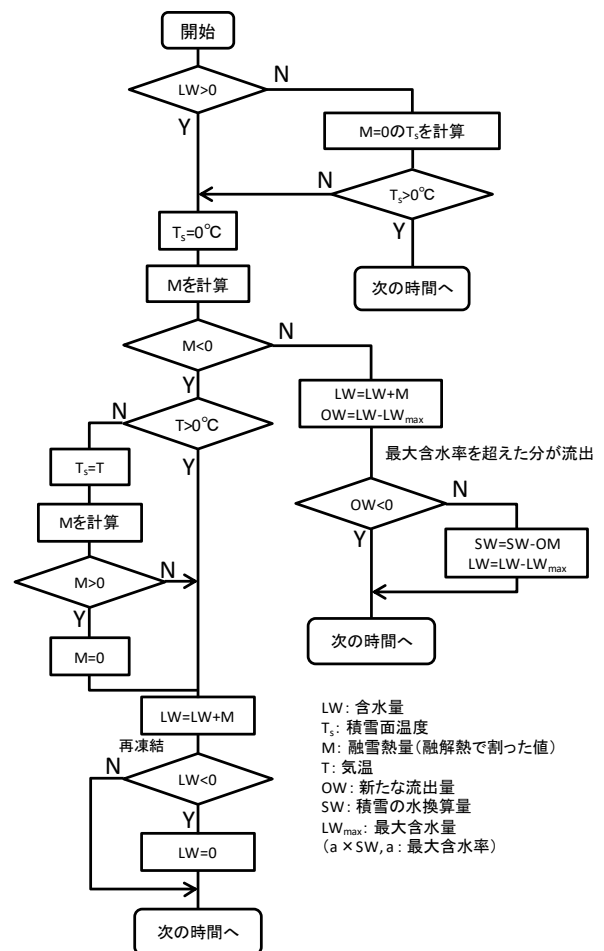 開始
LW>0
N
Y
M=0のTsを計算
N
Ts>0℃
Y
Ts=0℃
次の時間へ
Mを計算
M<0
N
Y
LW=LW+M
OW=LW-LWmax
N
T>0℃
Y
最大含水率を超えた分が流出
Ts=T
OW<0
N
Y
Mを計算
SW=SW-OM
LW=LW-LWmax
M>0
N
Y
次の時間へ
M=0
LW=LW+M
再凍結
N
LW<0
Y
LW=0
次の時間へ
LW: 含水量
Ts: 積雪面温度
M: 融雪熱量(融解熱で割った値)
T: 気温
OW: 新たな流出量
SW: 積雪の水換算量
LWmax: 最大含水量
(a×SW, a: 最大含水率)